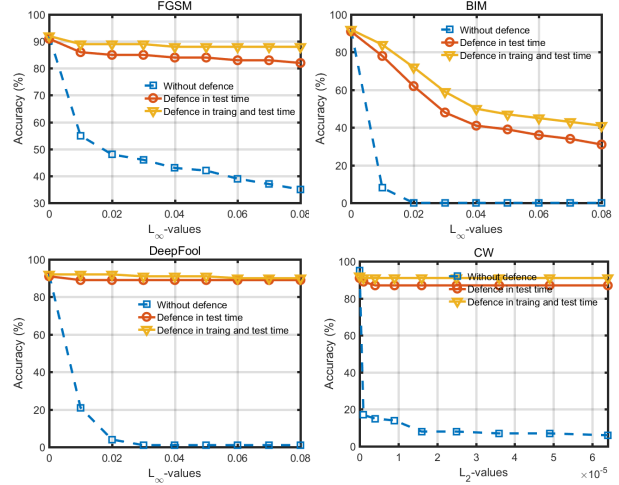 FGSM
100
90
80
70
60
50
40
30
Accuracy (%)
Without defence
Defence in test time
Defence in traing and test time
0
0.02
0.04
0.06
0.08
L∞-values
BIM
100
80
60
40
20
0
Accuracy (%)
Without defence
Defence in test time
Defence in traing and test time
0
0.02
0.04
0.06
0.08
L∞-values
DeepFool
100
80
60
40
20
0
Accuracy (%)
Without defence
Defence in test time
Defence in traing and test time
0
0.02
0.04
0.06
0.08
L∞-values
CW
100
80
60
40
20
0
Accuracy (%)
Without defence
Defence in test time
Defence in traing and test time
0
1
2
3
4
5
6
×10⁻⁵
L₂-values